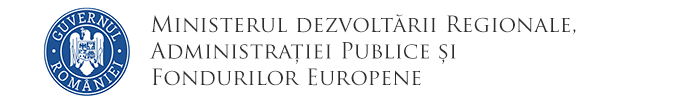 GUVERNUL
ROMÂNIEI
Ministerul dezvoltării Regionale,
Administrației Publice și
Fondurilor Europene